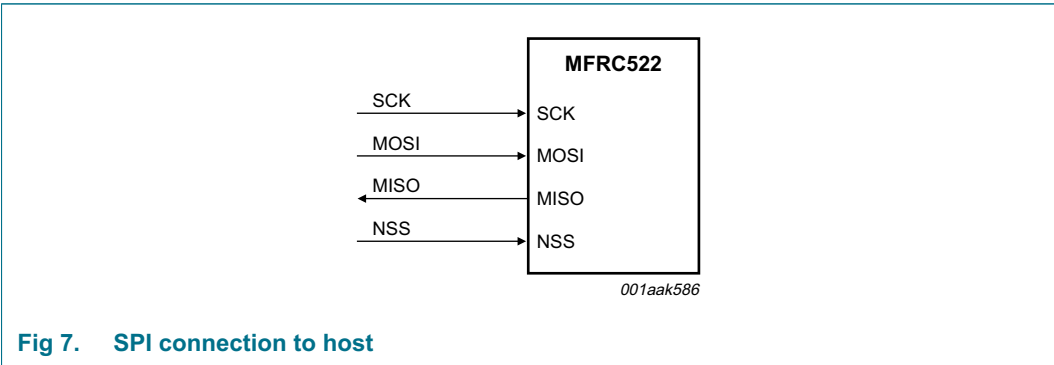 MFRC522
SCK SCK
MOSI MOSI
MISO MISO
NSS NSS
001aak586
Fig 7. SPI connection to host